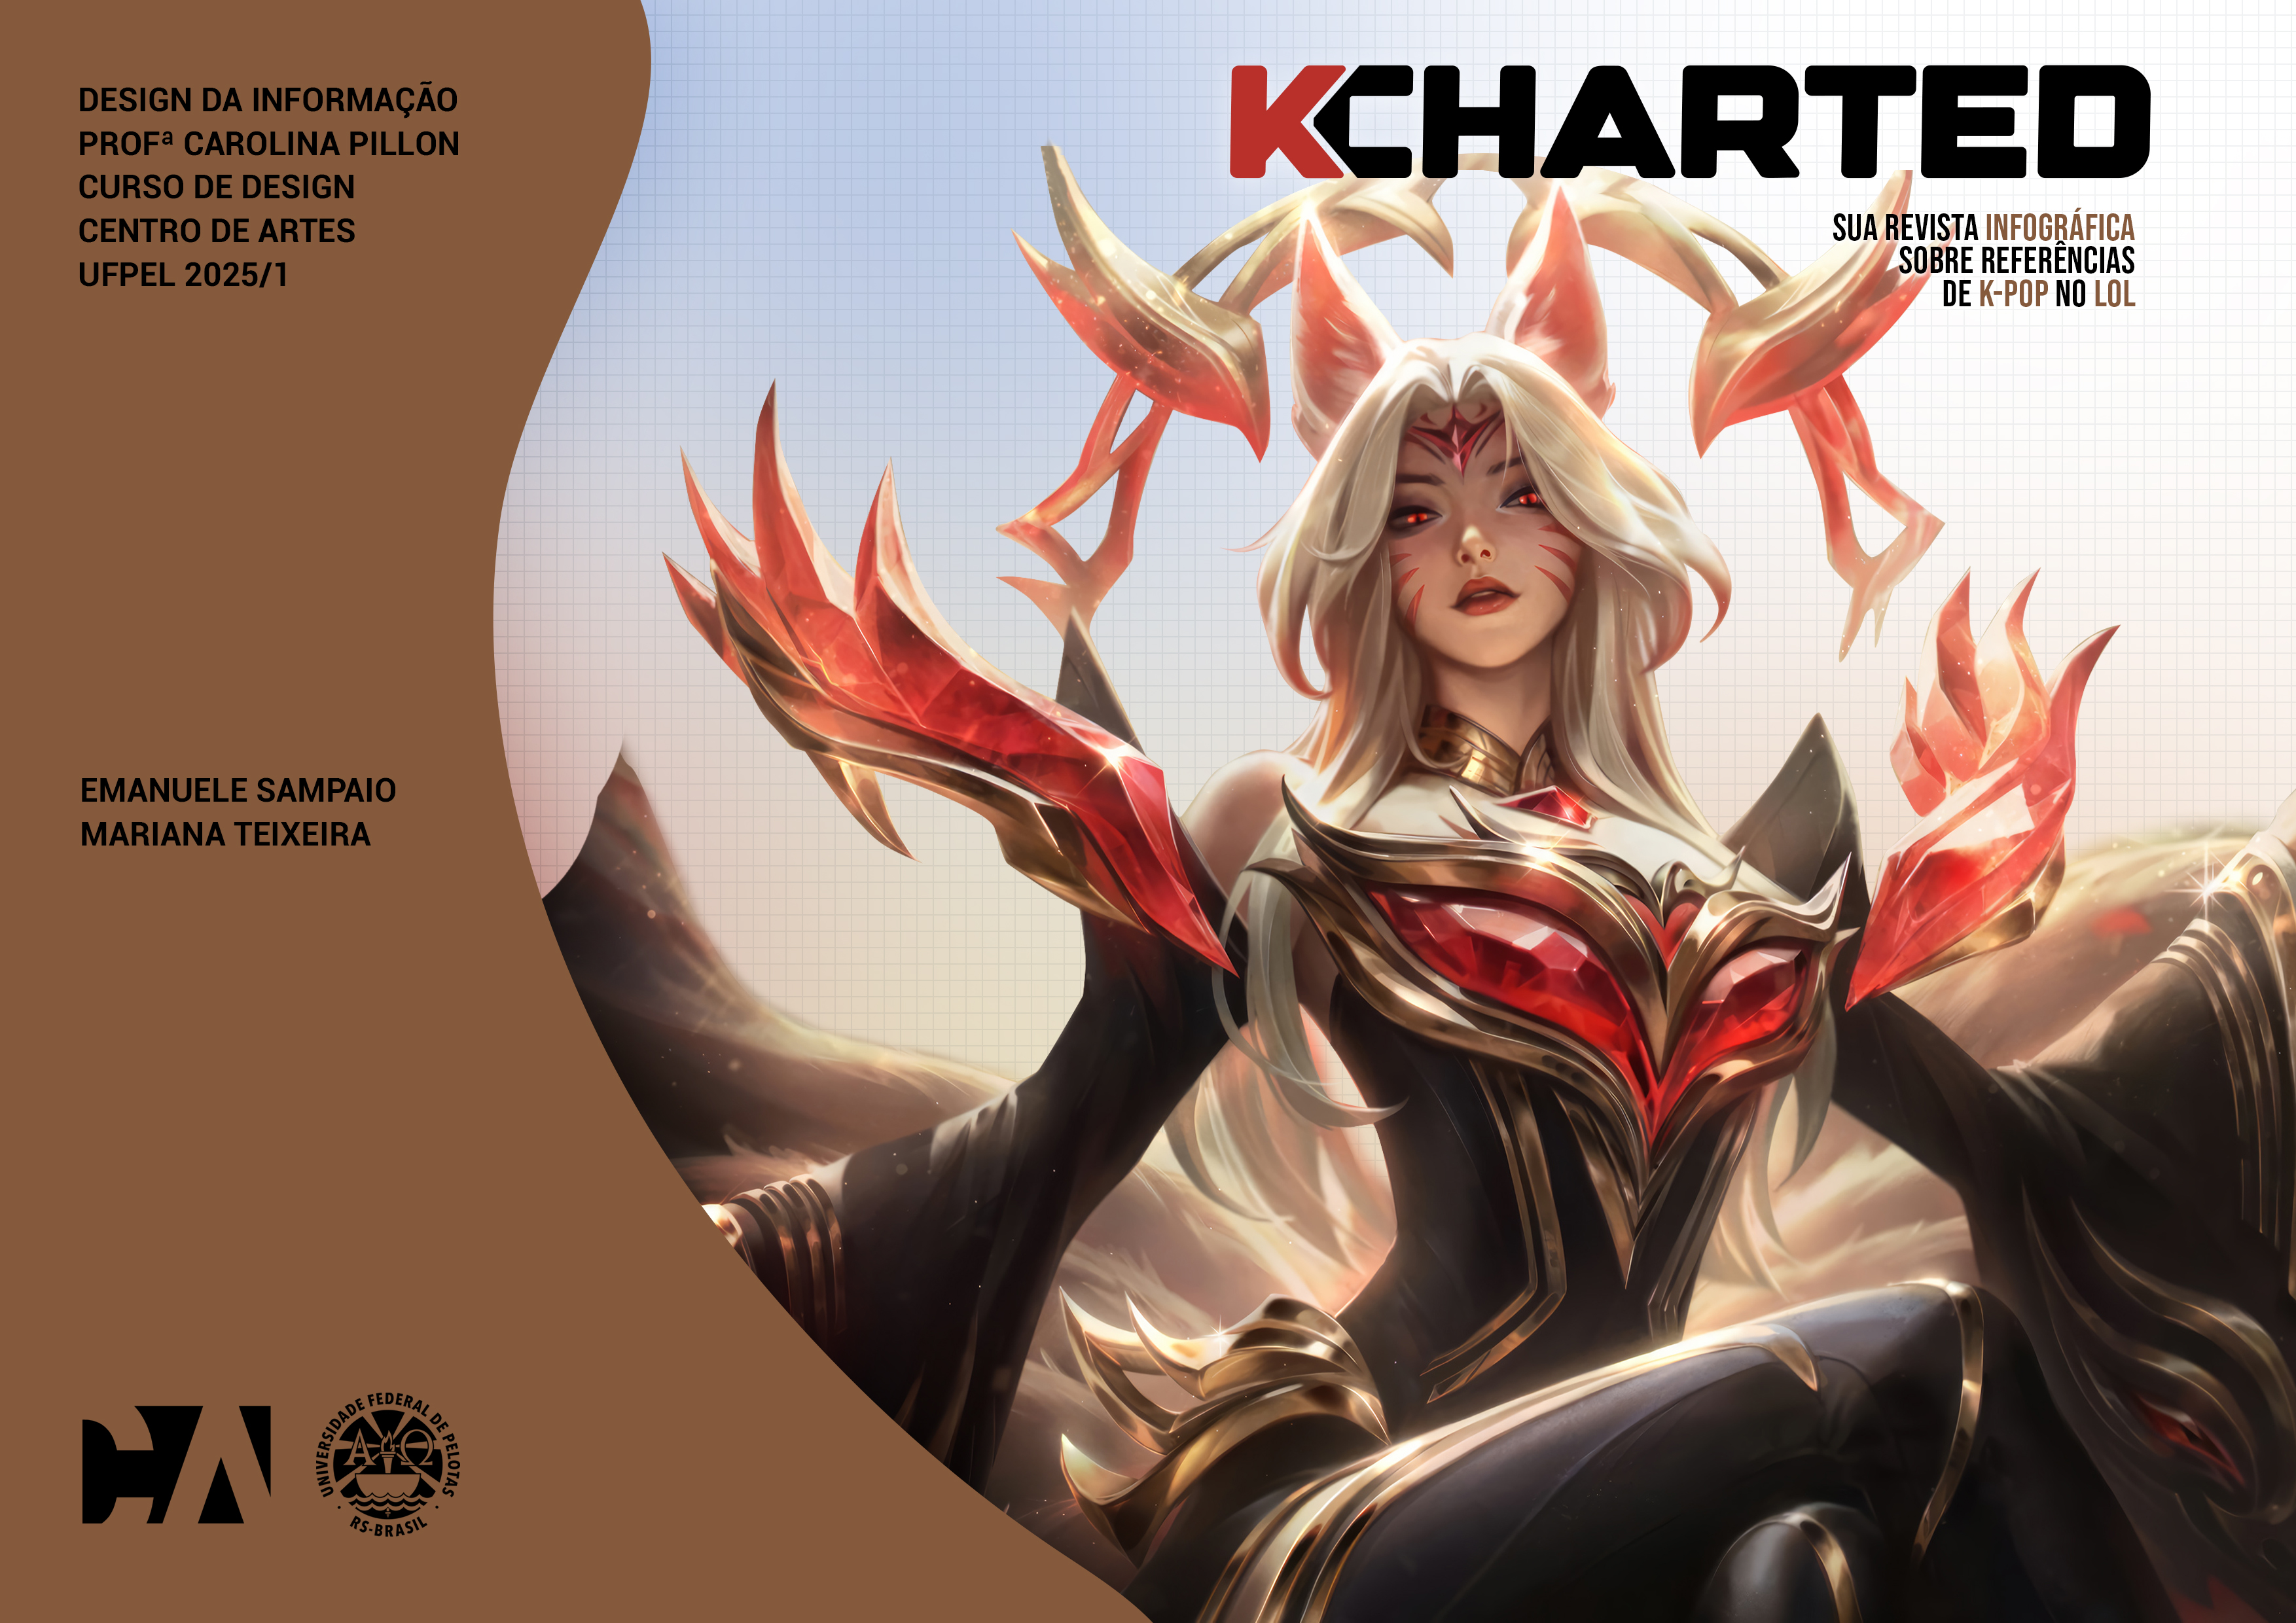 DESIGN DA INFORMAÇÃO
PROFª CAROLINA PILLON
CURSO DE DESIGN
CENTRO DE ARTES
UFPEL 2025/1
EMANUELE SAMPAIO
MARIANA TEIXEIRA
CA
UNIVERSIDADE FEDERAL DE PELOTAS
Α Ω
RS-BRASIL
KCHARTED
SUA REVISTA INFOGRÁFICA
SOBRE REFERÊNCIAS
DE K-POP NO LOL